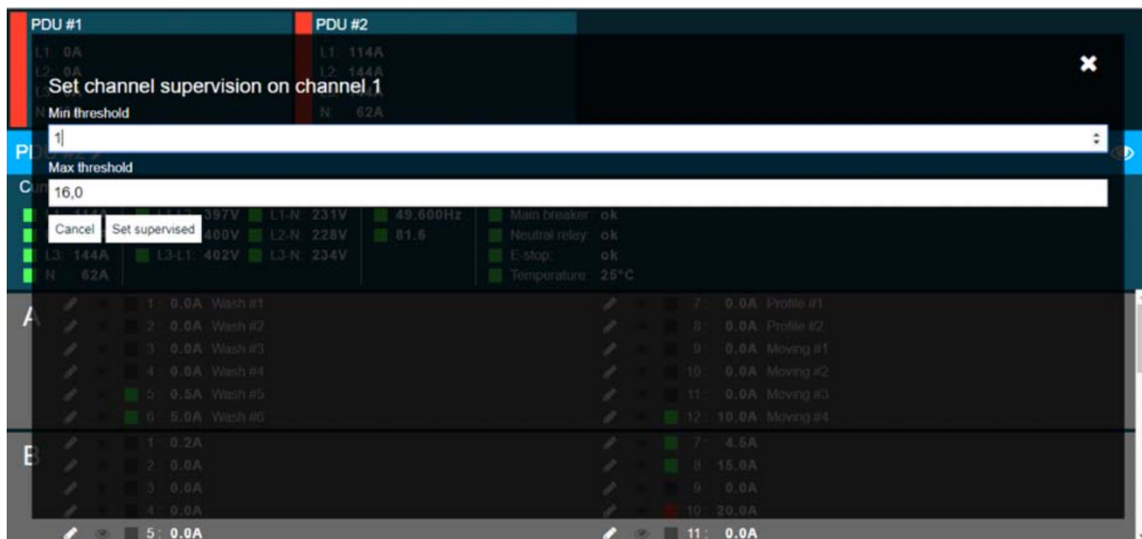 PDU #1 PDU #2
L1: 0A L1: 114A
L2: 0A L2: 144A
Set channel supervision on channel 1
N: 62A
Min threshold
1
PDU #2
Max threshold
16,0
L1: 114A 397V L1-N: 231V 49.600Hz Main breaker: ok
Cancel Set supervised 400V L2-N: 228V 81.6 Neutral relay: ok
L3: 144A L3-L1: 402V L3-N: 234V E-stop: ok
N: 62A Temperature: 25°C
A
1: 0.0A Wash #1 7: 0.0A Profile #1
2: 0.0A Wash #2 8: 0.0A Profile #2
3: 0.0A Wash #3 9: 0.0A Moving #1
4: 0.0A Wash #4 10: 0.0A Moving #2
5: 0.5A Wash #5 11: 0.0A Moving #3
6: 5.0A Wash #6 12: 10.0A Moving #4
B
1: 0.2A 7: 4.5A
2: 0.0A 8: 15.0A
3: 0.0A 9: 0.0A
4: 0.0A 10: 20.0A
5: 0.0A 11: 0.0A